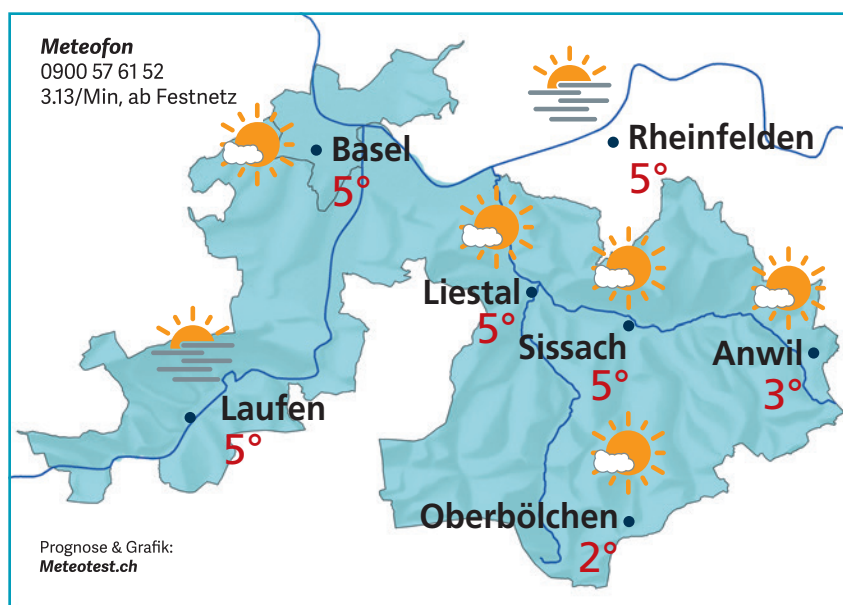 Meteofon
0900 57 61 52
3.13/Min, ab Festnetz
Basel
5°
Rheinfelden
5°
Liestal
5°
Sissach
5°
Anwil
3°
Laufen
5°
Oberbölchen
2°
Prognose & Grafik:
Meteotest.ch